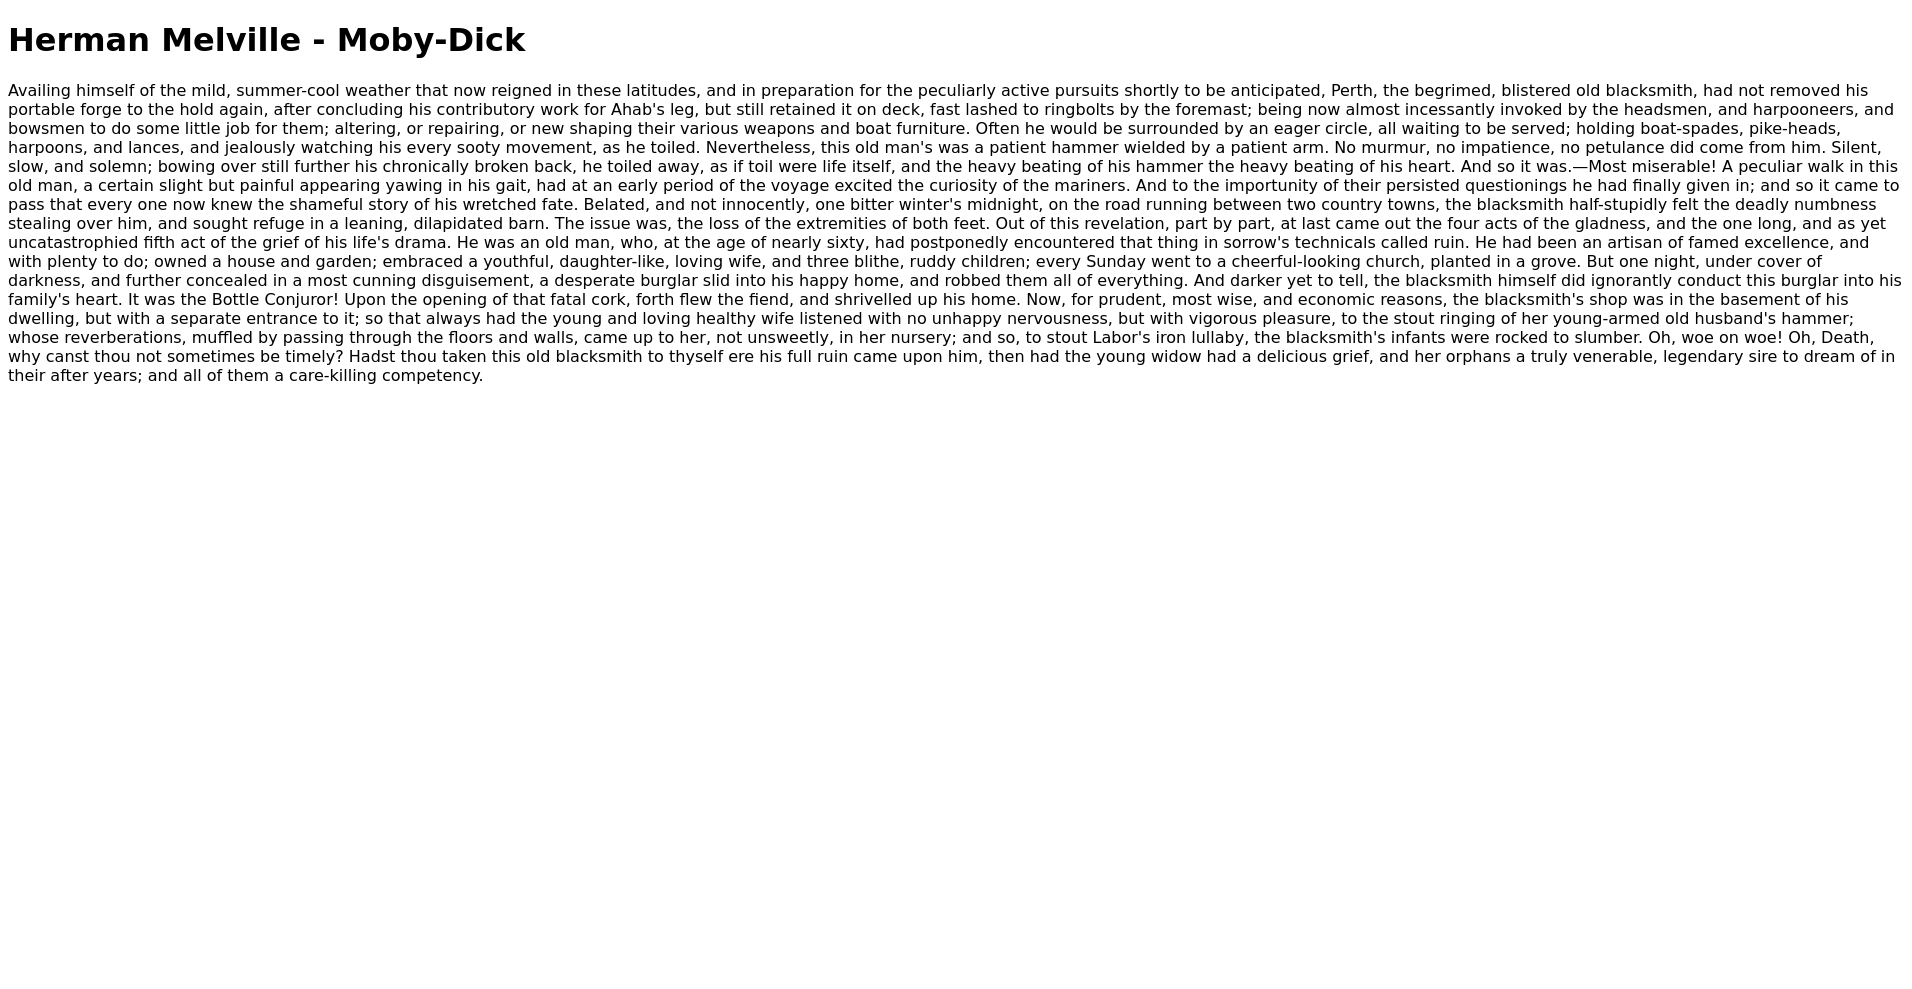 Herman Melville - Moby-Dick
Availing himself of the mild, summer-cool weather that now reigned in these latitudes, and in preparation for the peculiarly active pursuits shortly to be anticipated, Perth, the begrimed, blistered old blacksmith, had not removed his
portable forge to the hold again, after concluding his contributory work for Ahab's leg, but still retained it on deck, fast lashed to ringbolts by the foremast; being now almost incessantly invoked by the headsmen, and harpooneers, and
bowsmen to do some little job for them; altering, or repairing, or new shaping their various weapons and boat furniture. Often he would be surrounded by an eager circle, all waiting to be served; holding boat-spades, pike-heads,
harpoons, and lances, and jealously watching his every sooty movement, as he toiled. Nevertheless, this old man's was a patient hammer wielded by a patient arm. No murmur, no impatience, no petulance did come from him. Silent,
slow, and solemn; bowing over still further his chronically broken back, he toiled away, as if toil were life itself, and the heavy beating of his hammer the heavy beating of his heart. And so it was.—Most miserable! A peculiar walk in this
old man, a certain slight but painful appearing yawing in his gait, had at an early period of the voyage excited the curiosity of the mariners. And to the importunity of their persisted questionings he had finally given in; and so it came to
pass that every one now knew the shameful story of his wretched fate. Belated, and not innocently, one bitter winter's midnight, on the road running between two country towns, the blacksmith half-stupidly felt the deadly numbness
stealing over him, and sought refuge in a leaning, dilapidated barn. The issue was, the loss of the extremities of both feet. Out of this revelation, part by part, at last came out the four acts of the gladness, and the one long, and as yet
uncatastrophied fifth act of the grief of his life's drama. He was an old man, who, at the age of nearly sixty, had postponedly encountered that thing in sorrow's technicals called ruin. He had been an artisan of famed excellence, and
with plenty to do; owned a house and garden; embraced a youthful, daughter-like, loving wife, and three blithe, ruddy children; every Sunday went to a cheerful-looking church, planted in a grove. But one night, under cover of
darkness, and further concealed in a most cunning disguisement, a desperate burglar slid into his happy home, and robbed them all of everything. And darker yet to tell, the blacksmith himself did ignorantly conduct this burglar into his
family's heart. It was the Bottle Conjuror! Upon the opening of that fatal cork, forth flew the fiend, and shrivelled up his home. Now, for prudent, most wise, and economic reasons, the blacksmith's shop was in the basement of his
dwelling, but with a separate entrance to it; so that always had the young and loving healthy wife listened with no unhappy nervousness, but with vigorous pleasure, to the stout ringing of her young-armed old husband's hammer;
whose reverberations, muffled by passing through the floors and walls, came up to her, not unsweetly, in her nursery; and so, to stout Labor's iron lullaby, the blacksmith's infants were rocked to slumber. Oh, woe on woe! Oh, Death,
why canst thou not sometimes be timely? Hadst thou taken this old blacksmith to thyself ere his full ruin came upon him, then had the young widow had a delicious grief, and her orphans a truly venerable, legendary sire to dream of in
their after years; and all of them a care-killing competency.